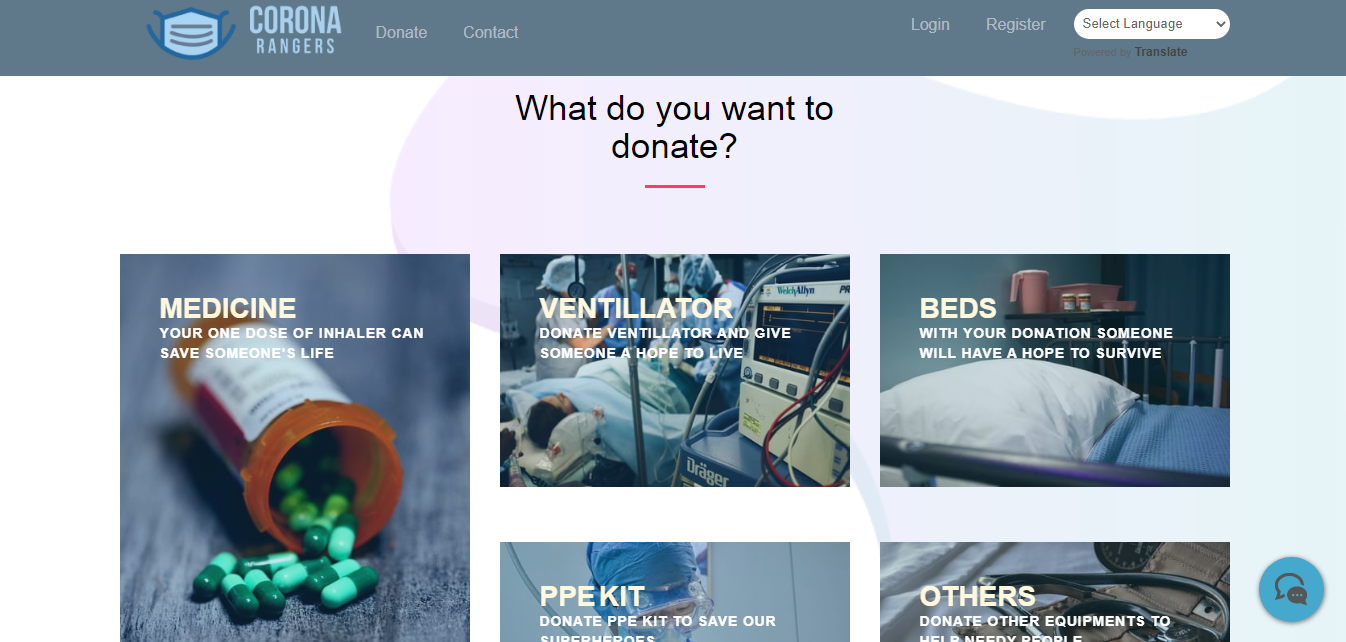 CORONA
RANGERS
Donate
Contact
Login
Register
Select Language
Powered by Translate
What do you want to
donate?
MEDICINE
YOUR ONE DOSE OF INHALER CAN
SAVE SOMEONE'S LIFE
VENTILLATOR
DONATE VENTILLATOR AND GIVE
SOMEONE A HOPE TO LIVE
WelchAllyn
Dräger
BEDS
WITH YOUR DONATION SOMEONE
WILL HAVE A HOPE TO SURVIVE
PPE KIT
DONATE PPE KIT TO SAVE OUR
SUPERHEROES
OTHERS
DONATE OTHER EQUIPMENTS TO
HELP NEEDY PEOPLE